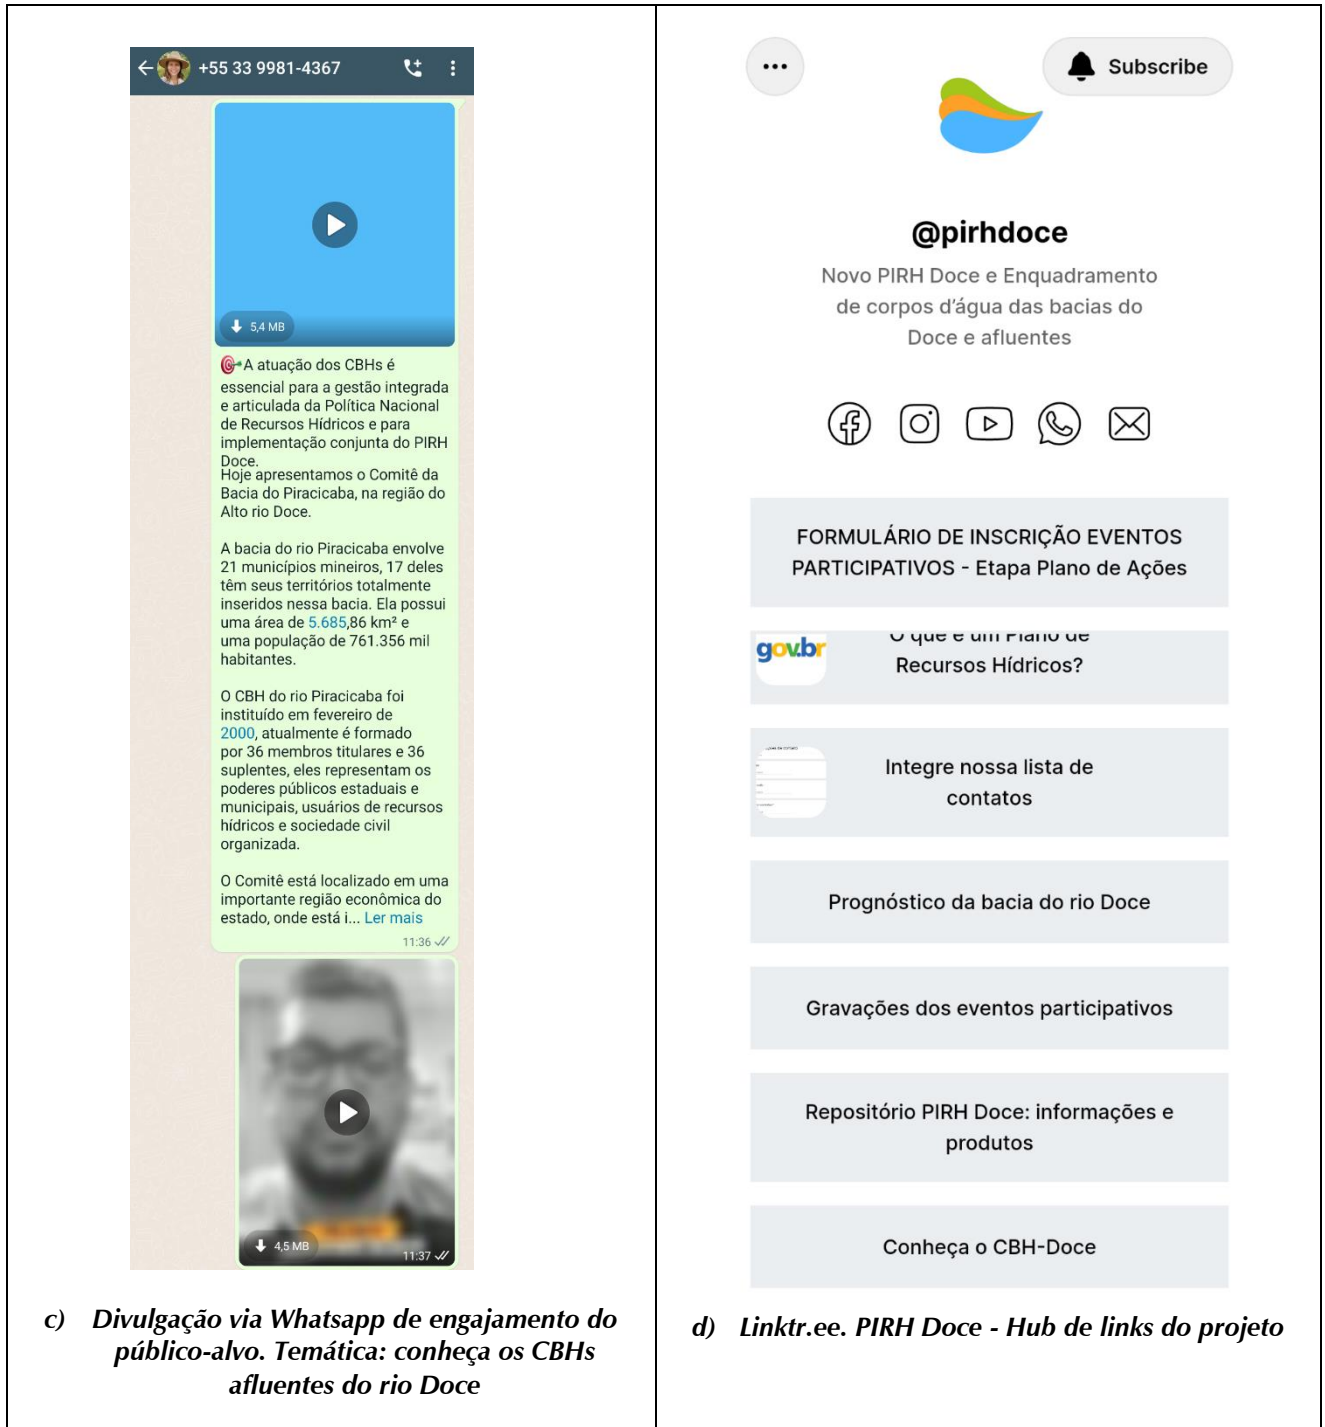 +55 33 9981-4367
5,4 MB
A atuação dos CBHs é
essencial para a gestão integrada
e articulada da Política Nacional
de Recursos Hídricos e para
implementação conjunta do PIRH
Doce.
Hoje apresentamos o Comitê da
Bacia do Piracicaba, na região do
Alto rio Doce.
A bacia do rio Piracicaba envolve
21 municípios mineiros, 17 deles
têm seus territórios totalmente
inseridos nessa bacia. Ela possui
uma área de 5.685,86 km² e
uma população de 761.356 mil
habitantes.
O CBH do rio Piracicaba foi
instituído em fevereiro de
2000, atualmente é formado
por 36 membros titulares e 36
suplentes, eles representam os
poderes públicos estaduais e
municipais, usuários de recursos
hídricos e sociedade civil
organizada.
O Comitê está localizado em uma
importante região econômica do
estado, onde está i... Ler mais
11:36
4,5 MB
11:37
c) Divulgação via Whatsapp de engajamento do
público-alvo. Temática: conheça os CBHs
afluentes do rio Doce
Subscribe
@pirhdoce
Novo PIRH Doce e Enquadramento
de corpos d'água das bacias do
Doce e afluentes
FORMULÁRIO DE INSCRIÇÃO EVENTOS
PARTICIPATIVOS - Etapa Plano de Ações
gov.br
O que é um Plano de
Recursos Hídricos?
Integre nossa lista de
contatos
Prognóstico da bacia do rio Doce
Gravações dos eventos participativos
Repositório PIRH Doce: informações e
produtos
Conheça o CBH-Doce
d) Linktr.ee. PIRH Doce - Hub de links do projeto